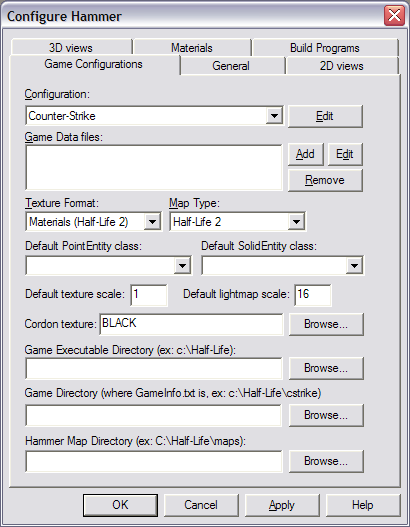 Configure Hammer
3D views Materials Build Programs
Game Configurations General 2D views
Configuration:
Counter-Strike Edit
Game Data files:
Add Edit
Remove
Texture Format: Map Type:
Materials (Half-Life 2) Half-Life 2
Default PointEntity class: Default SolidEntity class:
Default texture scale: 1 Default lightmap scale: 16
Cordon texture: BLACK Browse...
Game Executable Directory (ex: c:\Half-Life):
Browse...
Game Directory (where GameInfo.txt is, ex: c:\Half-Life\cstrike)
Browse...
Hammer Map Directory (ex: C:\Half-Life\maps):
Browse...
OK Cancel Apply Help